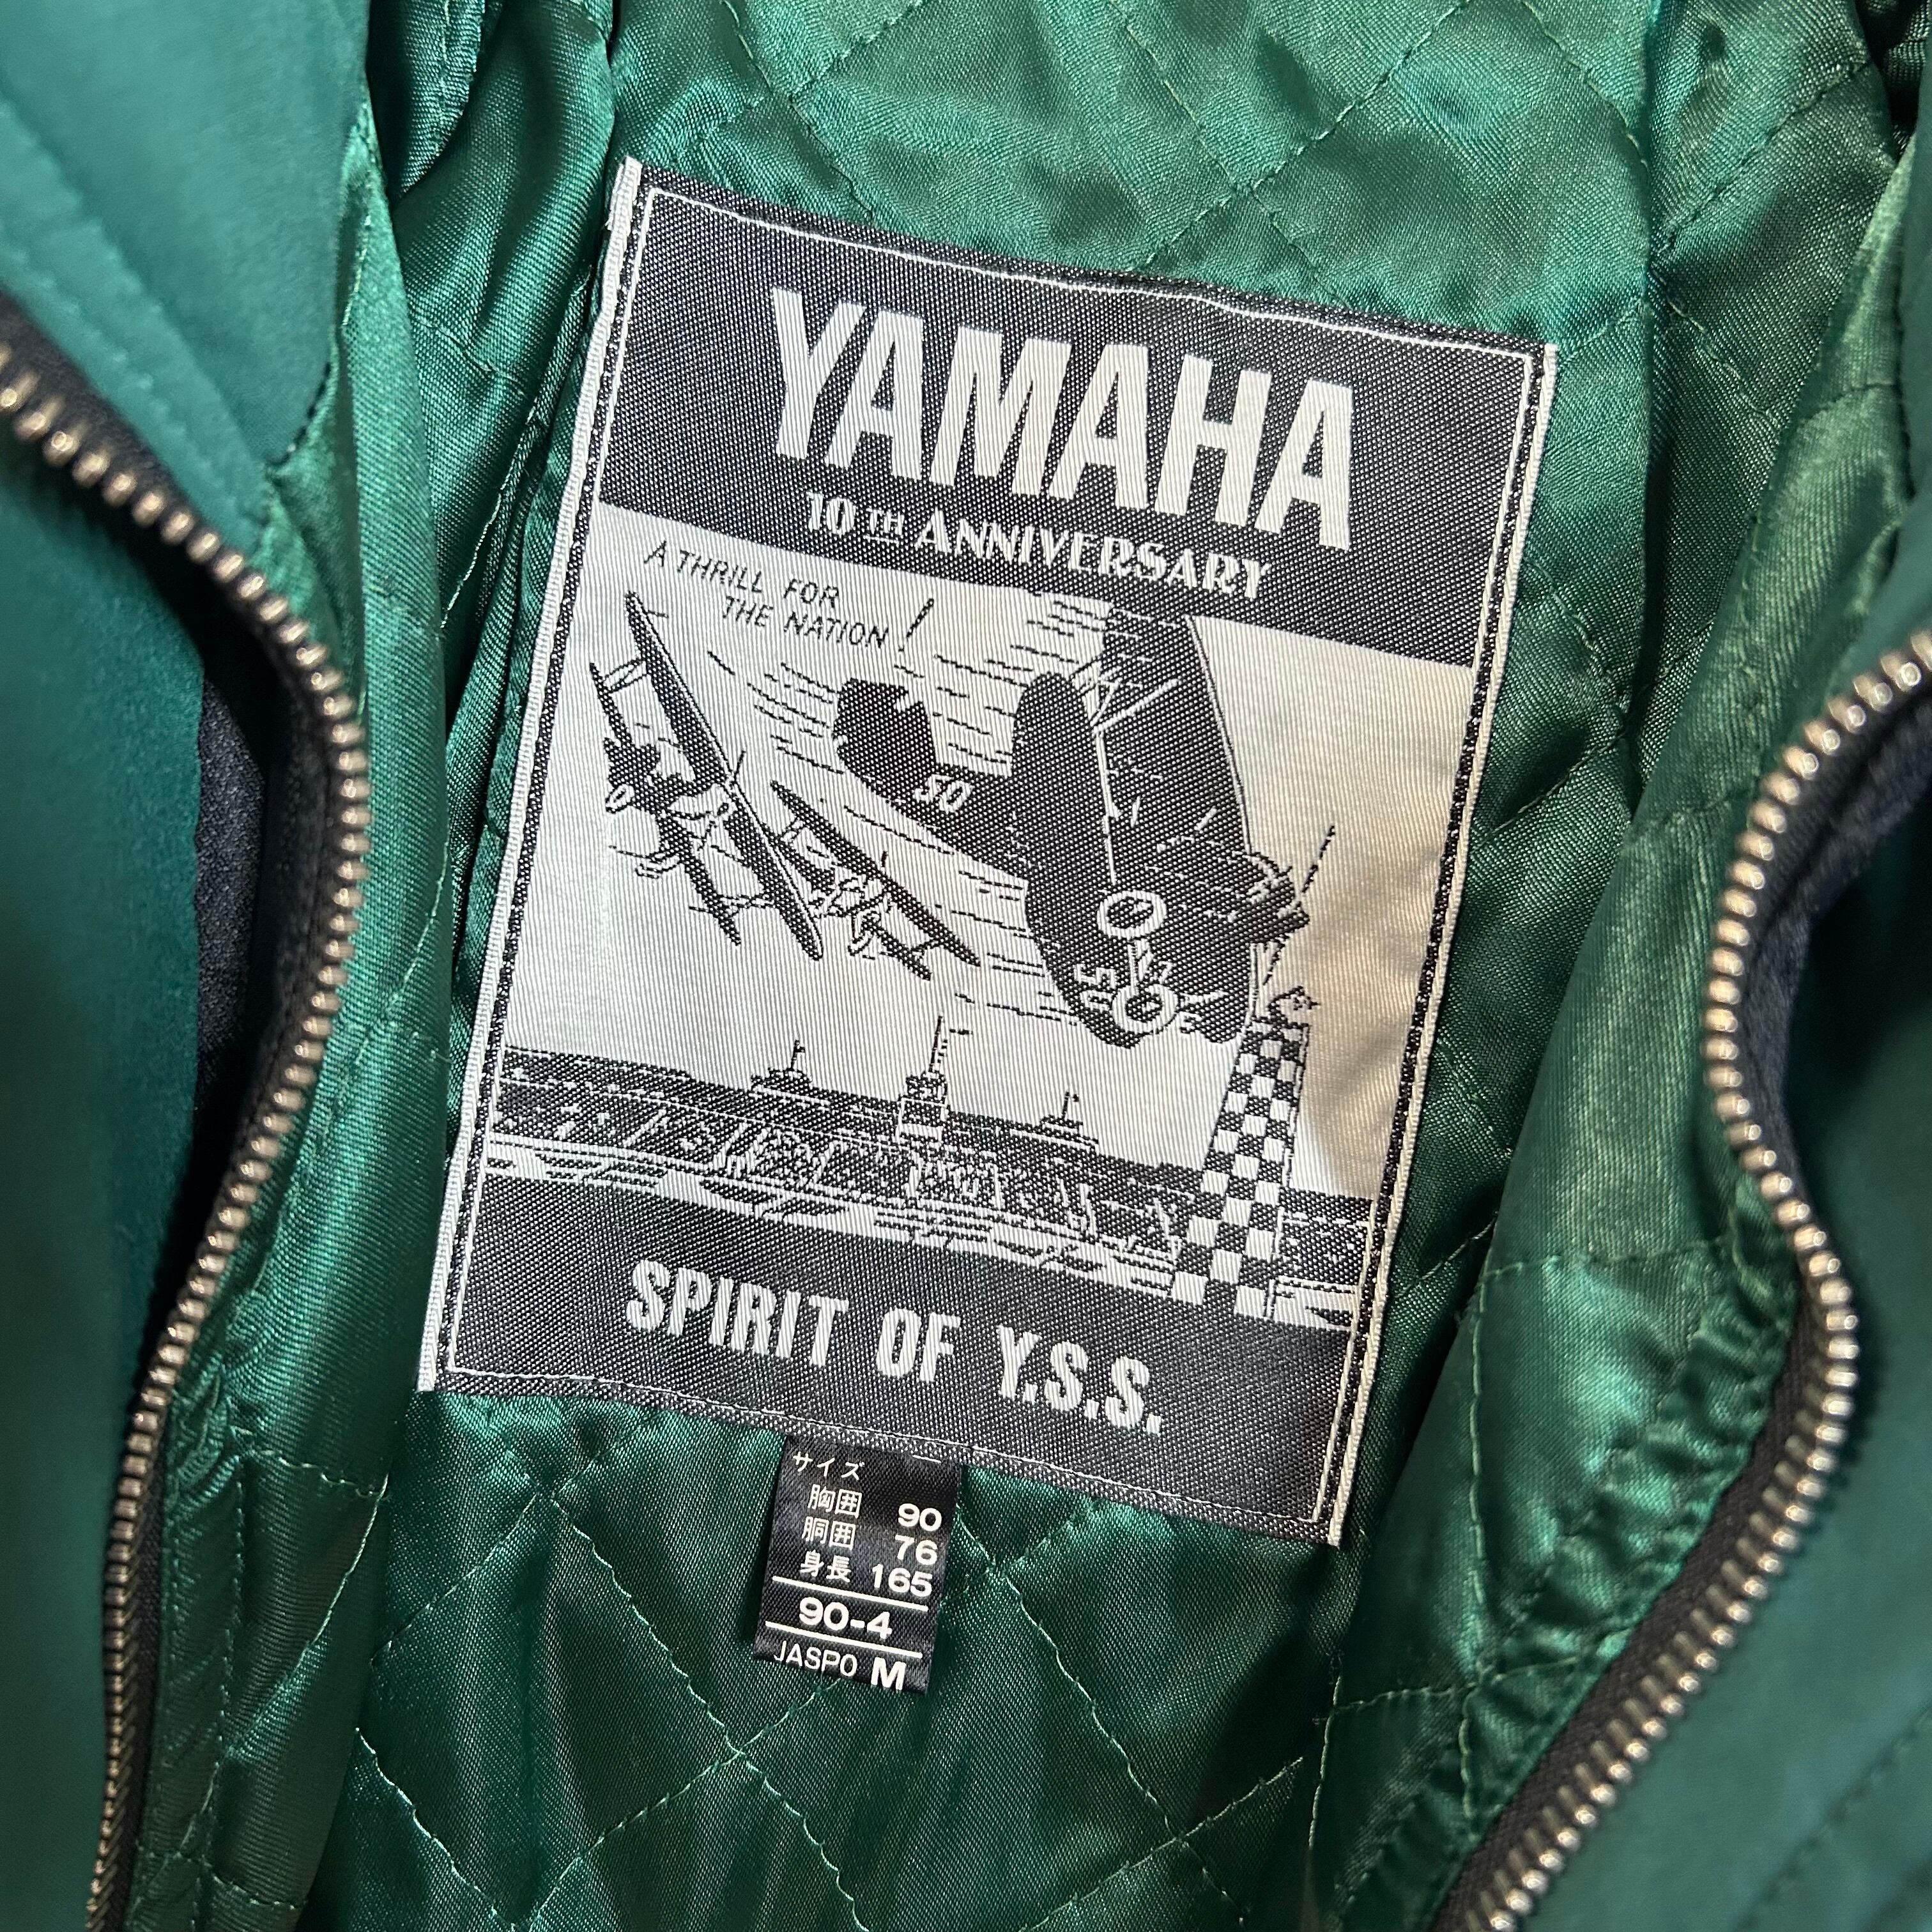 YAMAHA
10TH ANNIVERSARY
A THRILL FOR
THE NATION!
50
SPIRIT OF Y.S.S.
サイズ
胸囲 90
胴囲 76
身長 165
90-4
JASPO M